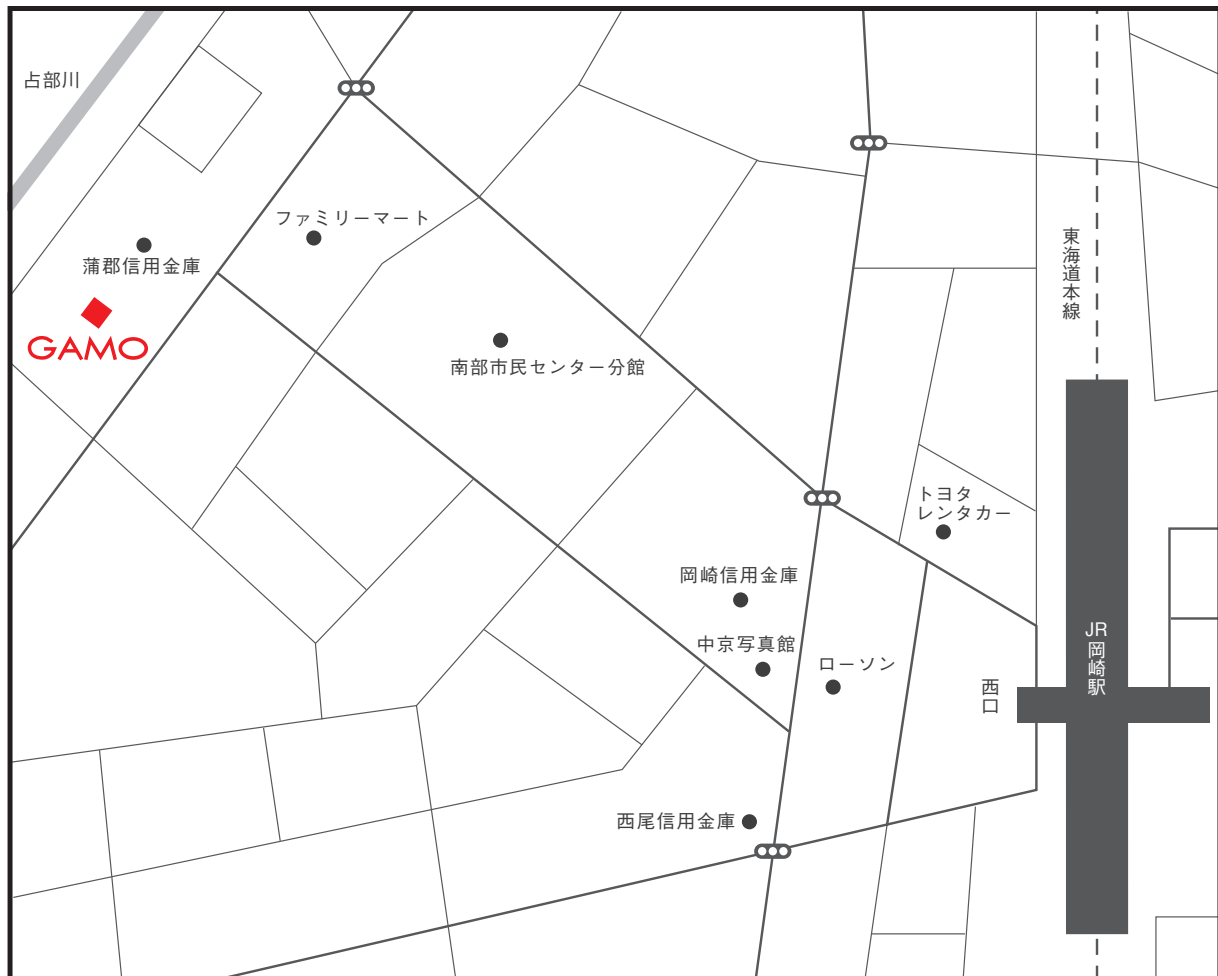 占部川
ファミリーマート
蒲郡信用金庫
GAMO
南部市民センター分館
東海道本線
トヨタ
レンタカー
岡崎信用金庫
中京写真館
ローソン
西口
JR岡崎駅
西尾信用金庫